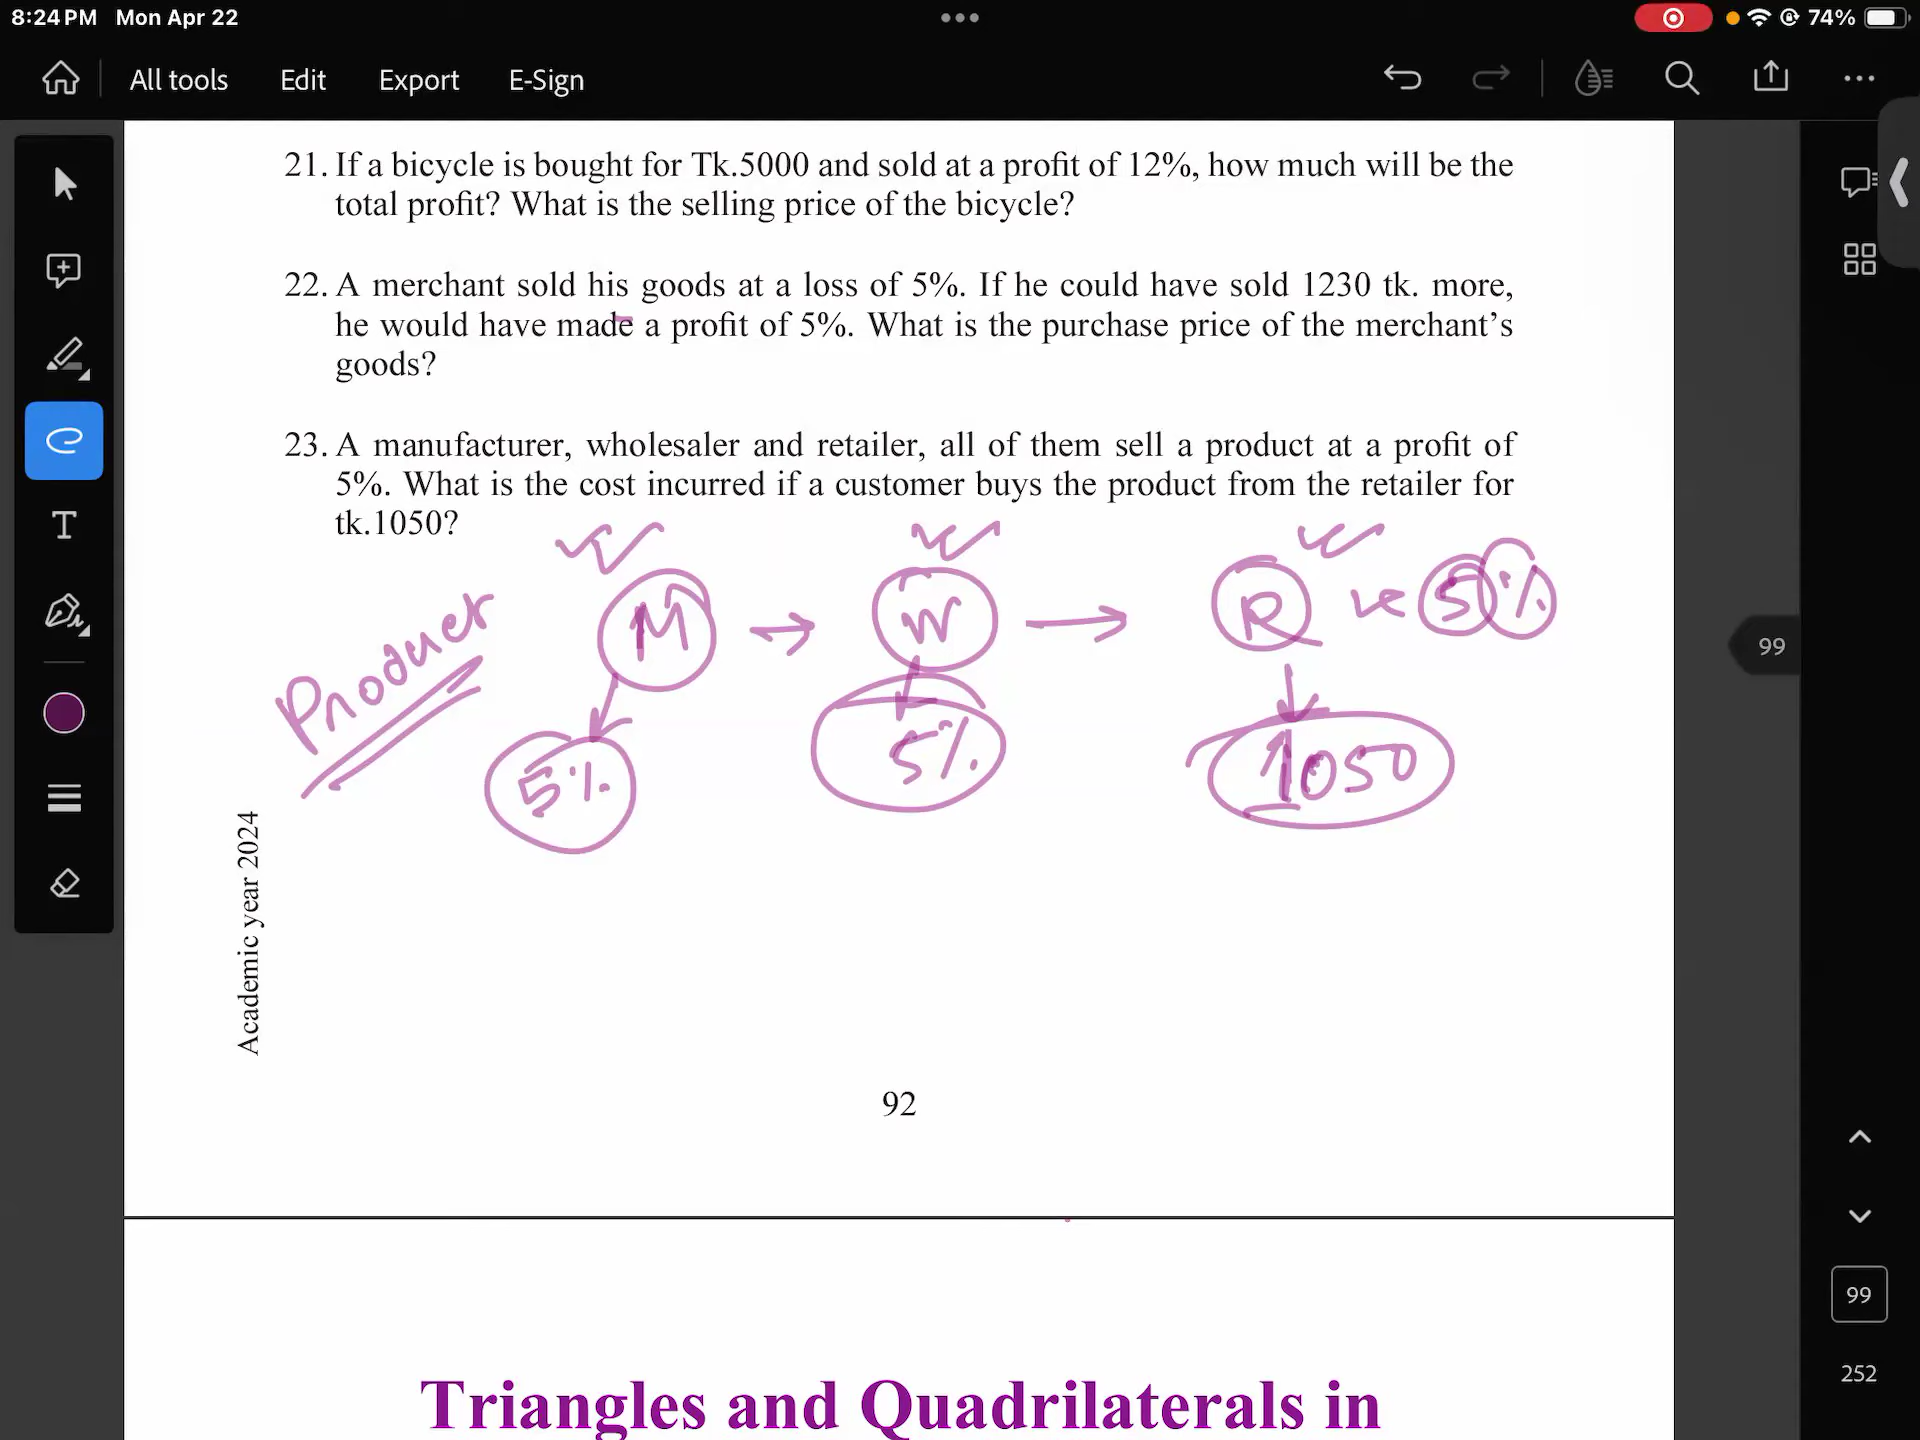 8:24 PM Mon Apr 22
74%
All tools Edit Export E-Sign
21. If a bicycle is bought for Tk.5000 and sold at a profit of 12%, how much will be the
total profit? What is the selling price of the bicycle?
22. A merchant sold his goods at a loss of 5%. If he could have sold 1230 tk. more,
he would have made a profit of 5%. What is the purchase price of the merchant’s
goods?
23. A manufacturer, wholesaler and retailer, all of them sell a product at a profit of
5%. What is the cost incurred if a customer buys the product from the retailer for
tk.1050?
M → W → R 5%
Producer
5% 5% 1050
99
Academic year 2024
92
99
252
Triangles and Quadrilaterals in